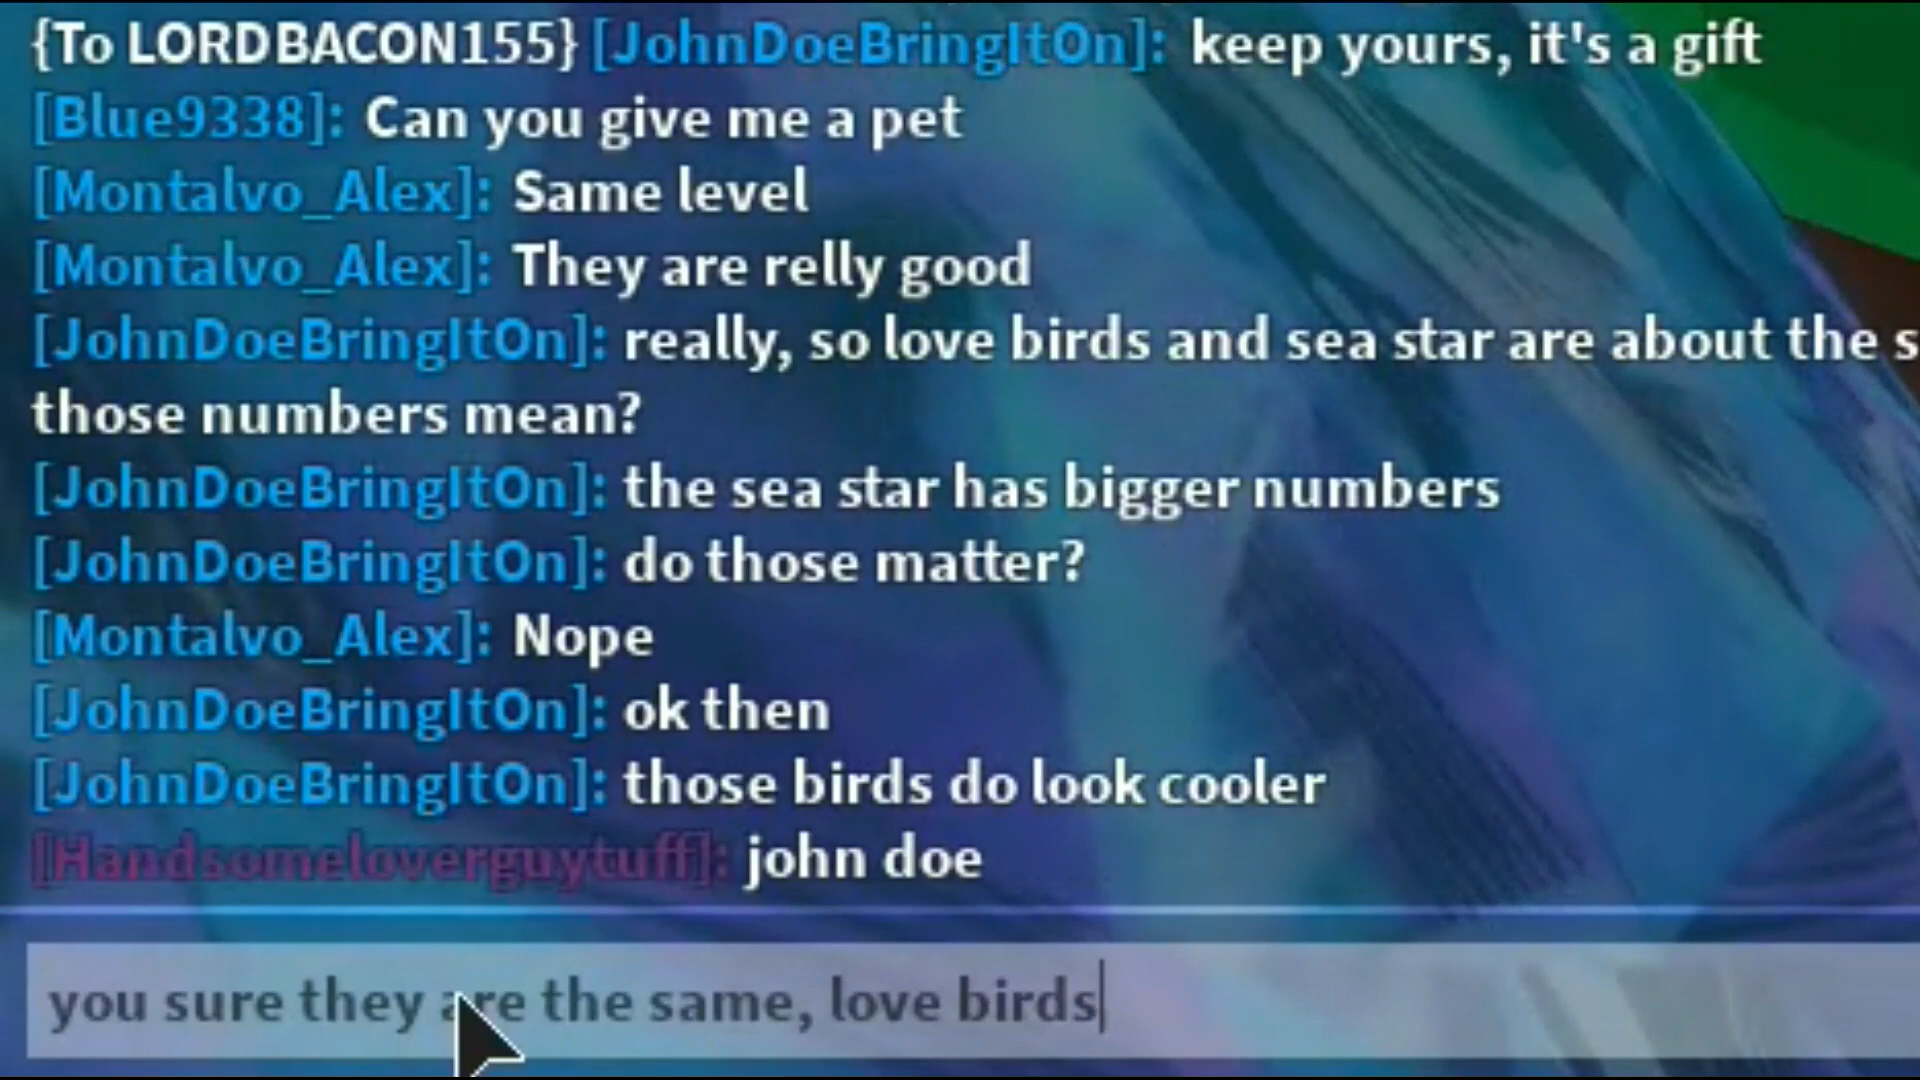 {To LORDBACON155} [JohnDoeBringItOn]: keep yours, it's a gift
[Blue9338]: Can you give me a pet
[Montalvo_Alex]: Same level
[Montalvo_Alex]: They are relly good
[JohnDoeBringItOn]: really, so love birds and sea star are about the s
those numbers mean?
[JohnDoeBringItOn]: the sea star has bigger numbers
[JohnDoeBringItOn]: do those matter?
[Montalvo_Alex]: Nope
[JohnDoeBringItOn]: ok then
[JohnDoeBringItOn]: those birds do look cooler
[Handsomeloverguytuff]: john doe
you sure they are the same, love birds